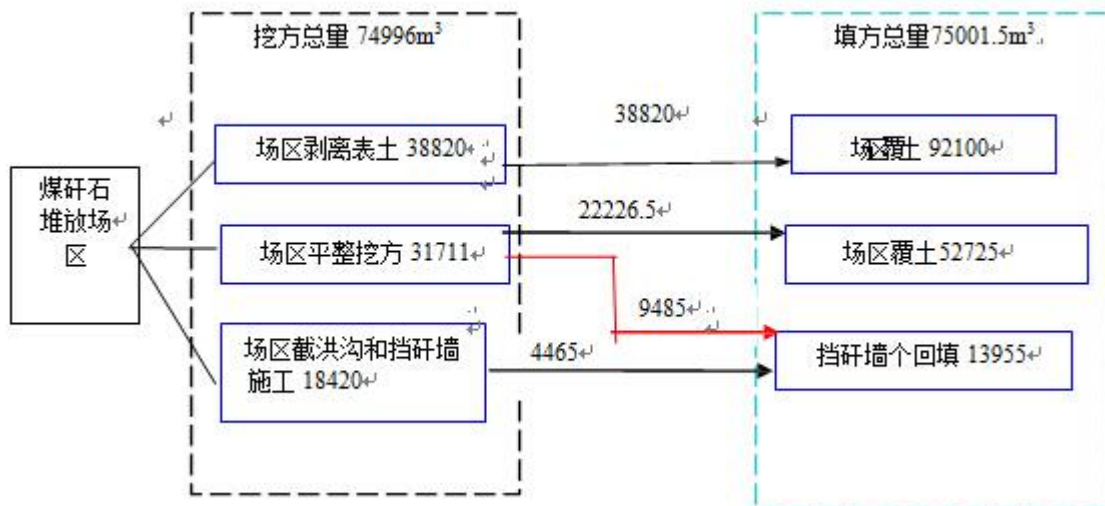 挖方总量 74996m³
填方总量75001.5m³
煤矸石
堆放场
区
场区剥离表土 38820
38820
场区覆土 92100
场区平整挖方 31711
22226.5
场区覆土52725
9485
场区截洪沟和挡矸墙
施工 18420
4465
挡矸墙个回填 13955